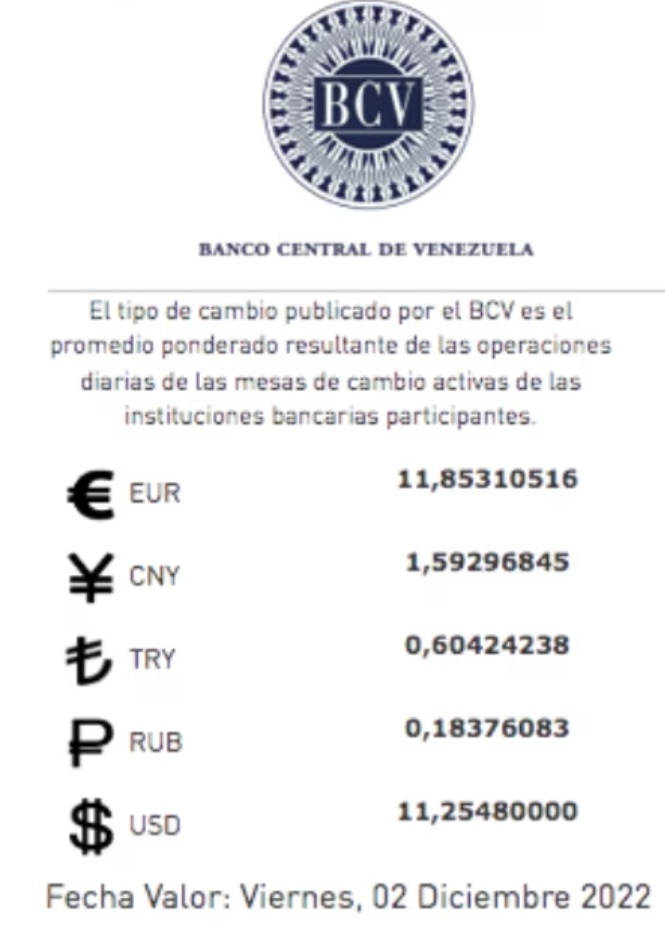 BCV
BANCO CENTRAL DE VENEZUELA
El tipo de cambio publicado por el BCV es el
promedio ponderado resultante de las operaciones
diarias de las mesas de cambio activas de las
instituciones bancarias participantes.
€ EUR 11,85310516
¥ CNY 1,59296845
₺ TRY 0,60424238
₽ RUB 0,18376083
$ USD 11,25480000
Fecha Valor: Viernes, 02 Diciembre 2022